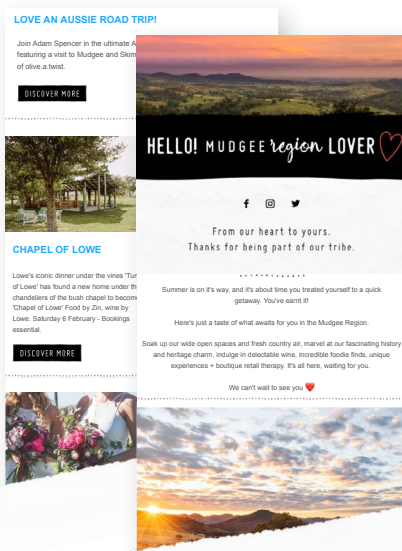 LOVE AN AUSSIE ROAD TRIP!
Join Adam Spencer in the ultimate
featuring a visit to Mudgee and
of olive.a.twist.
DISCOVER MORE
CHAPEL OF LOWE
Lowe's iconic dinner under the vines
of Lowe' has found a new home under
chandeliers of the bush chapel to
'Chapel of Lowe' Food by Zin, wine by
Lowe. Saturday 6 February - Bookings
essential.
DISCOVER MORE
HELLO! MUDGEE region LOVER
From our heart to yours.
Thanks for being part of our tribe.
Summer is on it's way, and it's about time you treated yourself to a quick
getaway. You've earnt it!
Here's just a taste of what awaits for you in the Mudgee Region.
Soak up our wide open spaces and fresh country air, marvel at our fascinating history
and heritage charm, indulge in delectable wine, incredible foodie finds, unique
experiences + boutique retail therapy. It's all here, waiting for you.
We can't wait to see you ❤️